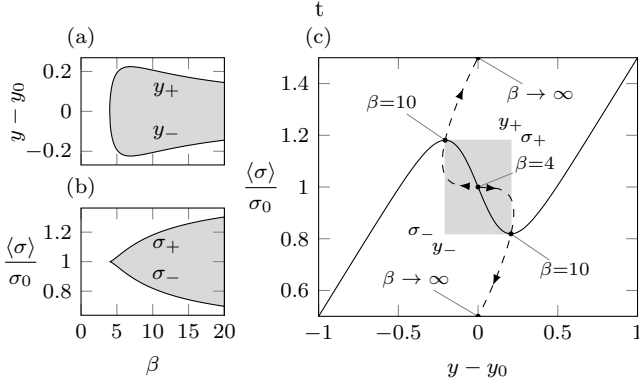 t
(a)
0.2
0
−0.2
y − y₀
y₊
y₋
(b)
1.2
1
0.8
⟨σ⟩
σ₀
σ₊
σ₋
0 5 10 15 20
β
(c)
1.4
1.2
1
0.8
0.6
⟨σ⟩
σ₀
β → ∞
β=10
y₊
σ₊
β=4
σ₋
y₋
β=10
β → ∞
−1 −0.5 0 0.5 1
y − y₀